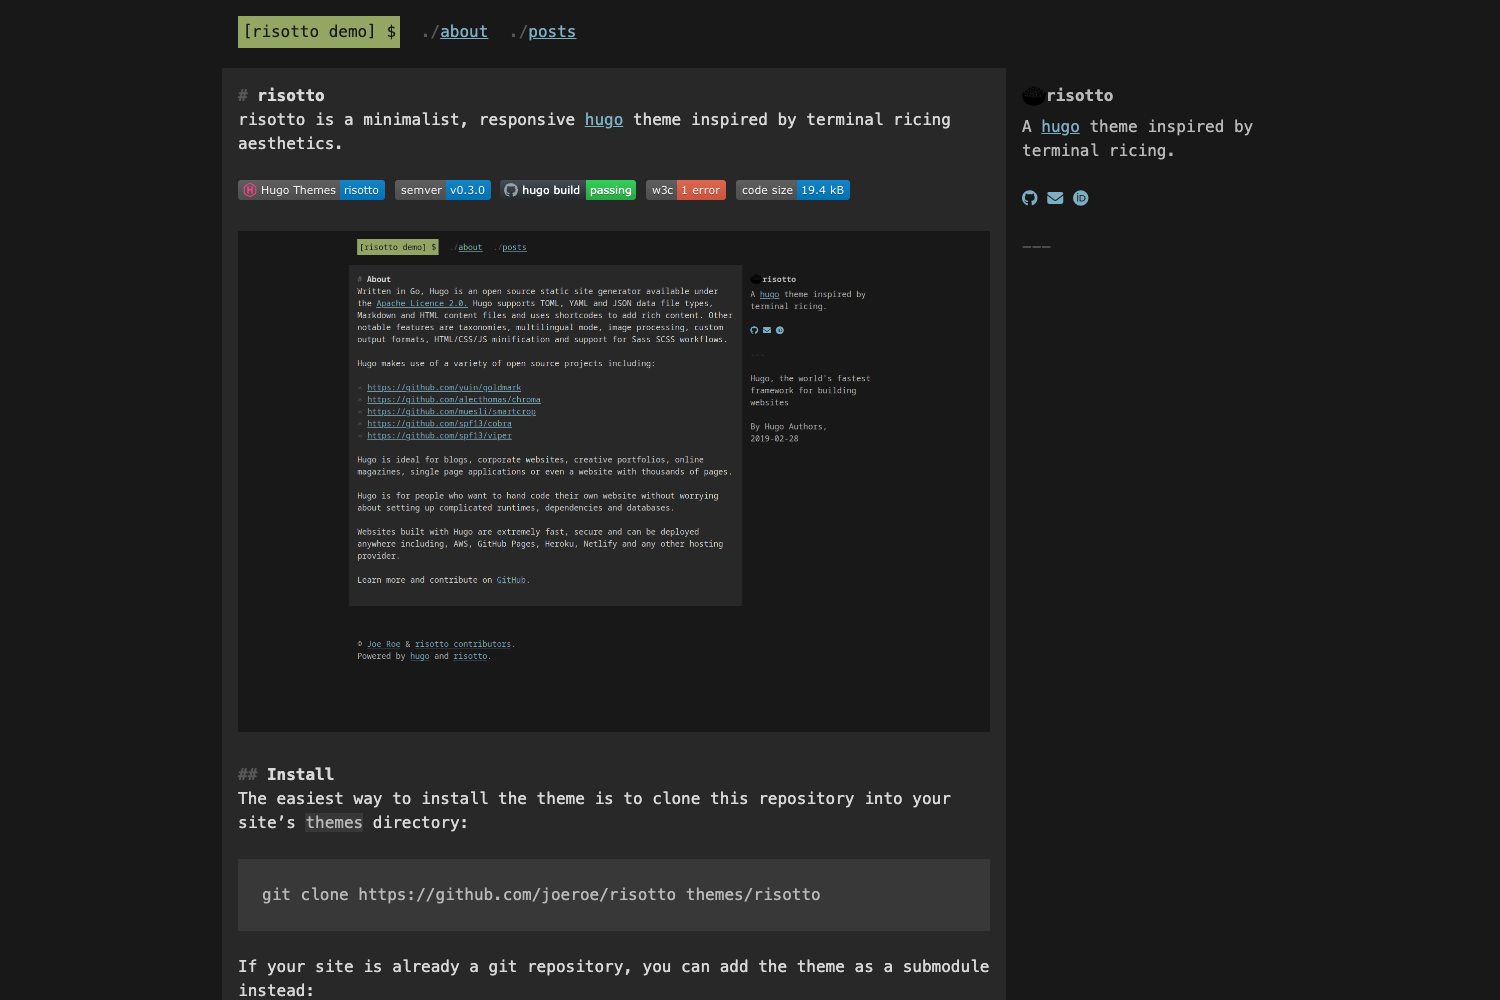 [risotto demo] $ ./about ./posts
# risotto
risotto is a minimalist, responsive hugo theme inspired by terminal ricing
aesthetics.
Hugo Themes risotto semver v0.3.0 hugo build passing w3c 1 error code size 19.4 kB
[risotto demo] $ ./about ./posts
# About
Written in Go, Hugo is an open source static site generator available under
the Apache Licence 2.0. Hugo supports TOML, YAML and JSON data file types,
Markdown and HTML content files and uses shortcodes to add rich content. Other
notable features are taxonomies, multilingual mode, image processing, custom
output formats, HTML/CSS/JS minification and support for Sass SCSS workflows.
Hugo makes use of a variety of open source projects including:
- https://github.com/yuin/goldmark
- https://github.com/alecthomas/chroma
- https://github.com/muesli/smartcrop
- https://github.com/spf13/cobra
- https://github.com/spf13/viper
Hugo is ideal for blogs, corporate websites, creative portfolios, online
magazines, single page applications or even a website with thousands of pages.
Hugo is for people who want to hand code their own website without worrying
about setting up complicated runtimes, dependencies and databases.
Websites built with Hugo are extremely fast, secure and can be deployed
anywhere including, AWS, GitHub Pages, Heroku, Netlify and any other hosting
provider.
Learn more and contribute on GitHub.
risotto
A hugo theme inspired by
terminal ricing.
---
Hugo, the world's fastest
framework for building
websites
By Hugo Authors,
2019-02-28
© Joe Roe & risotto contributors.
Powered by hugo and risotto.
## Install
The easiest way to install the theme is to clone this repository into your
site’s themes directory:
git clone https://github.com/joeroe/risotto themes/risotto
If your site is already a git repository, you can add the theme as a submodule
instead:
risotto
A hugo theme inspired by
terminal ricing.
---